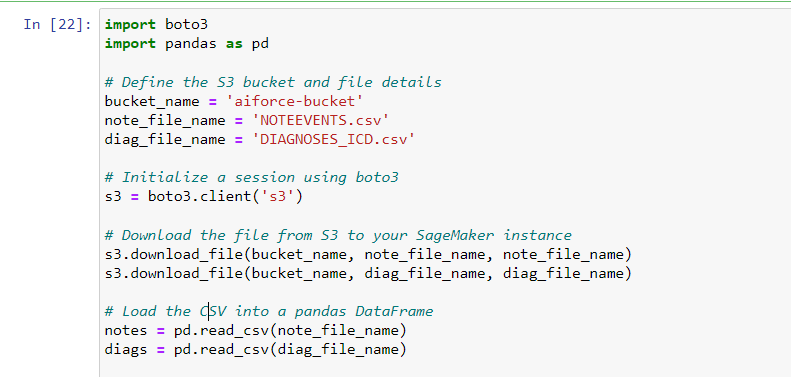 In [22]: import boto3
import pandas as pd
# Define the S3 bucket and file details
bucket_name = 'aiforce-bucket'
note_file_name = 'NOTEEVENTS.csv'
diag_file_name = 'DIAGNOSES_ICD.csv'
# Initialize a session using boto3
s3 = boto3.client('s3')
# Download the file from S3 to your SageMaker instance
s3.download_file(bucket_name, note_file_name, note_file_name)
s3.download_file(bucket_name, diag_file_name, diag_file_name)
# Load the CSV into a pandas DataFrame
notes = pd.read_csv(note_file_name)
diags = pd.read_csv(diag_file_name)